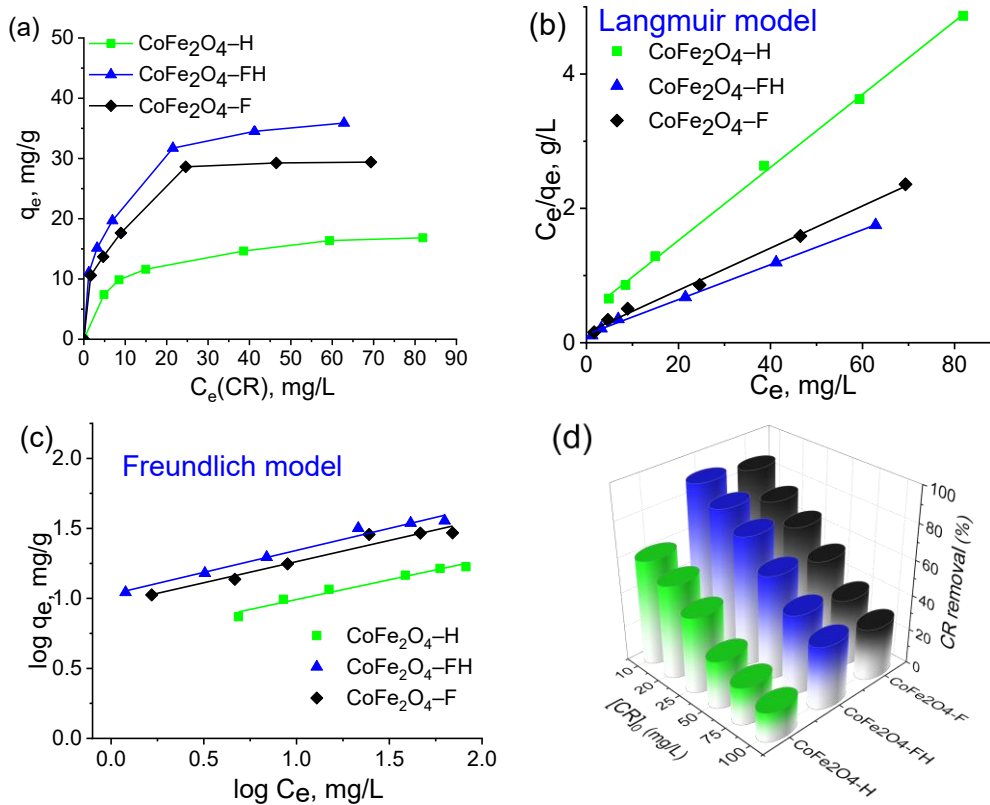 (a)
50
40
30
20
10
0
qₑ, mg/g
CoFe₂O₄–H
CoFe₂O₄–FH
CoFe₂O₄–F
0 10 20 30 40 50 60 70 80 90
Cₑ(CR), mg/L
(b)
Langmuir model
CoFe₂O₄–H
CoFe₂O₄–FH
CoFe₂O₄–F
4
2
0
Cₑ/qₑ, g/L
0 20 40 60 80
Cₑ, mg/L
(c)
Freundlich model
2.0
1.5
1.0
0.5
0.0
log qₑ, mg/g
CoFe₂O₄–H
CoFe₂O₄–FH
CoFe₂O₄–F
0.0 0.5 1.0 1.5 2.0
log Cₑ, mg/L
(d)
100
80
60
40
20
0
CR removal (%)
10
20
25
50
75
100
[CR]₀ (mg/L)
CoFe2O4-F
CoFe2O4-FH
CoFe2O4-H